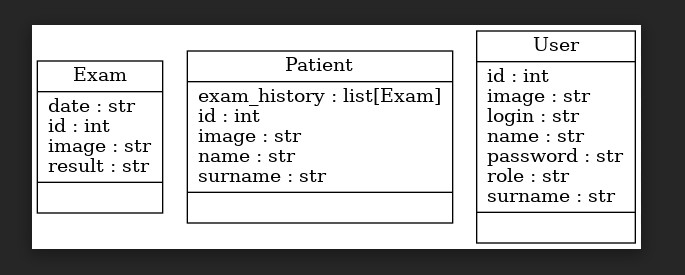 Exam
date : str
id : int
image : str
result : str
Patient
exam_history : list[Exam]
id : int
image : str
name : str
surname : str
User
id : int
image : str
login : str
name : str
password : str
role : str
surname : str